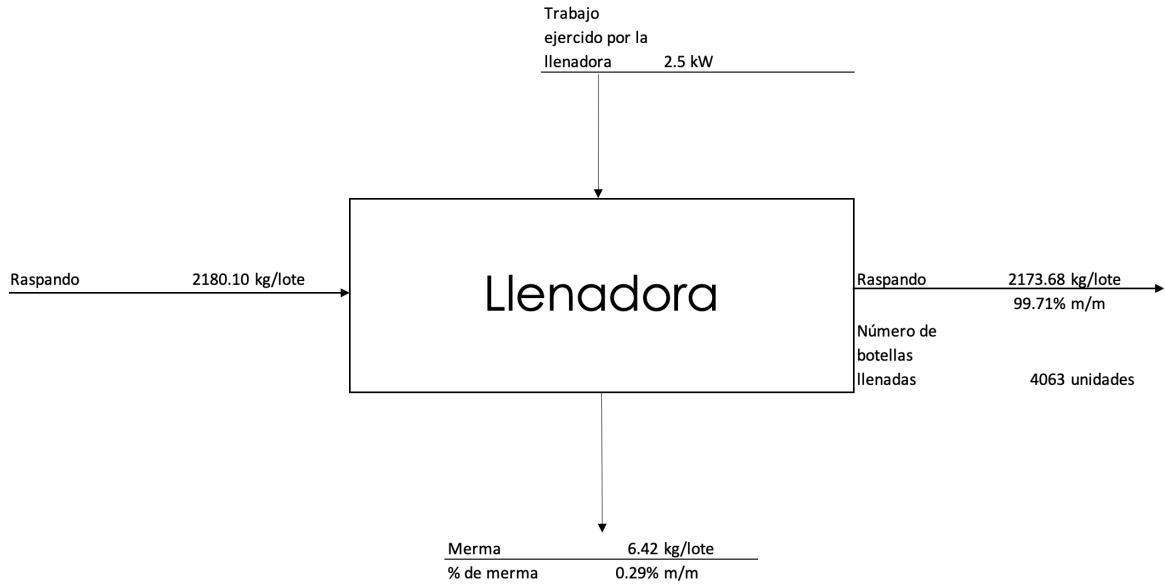 Trabajo
ejercido por la
llenadora 2.5 kW
Raspando 2180.10 kg/lote
Llenadora
Raspando 2173.68 kg/lote
99.71% m/m
Número de
botellas
llenadas 4063 unidades
Merma 6.42 kg/lote
% de merma 0.29% m/m